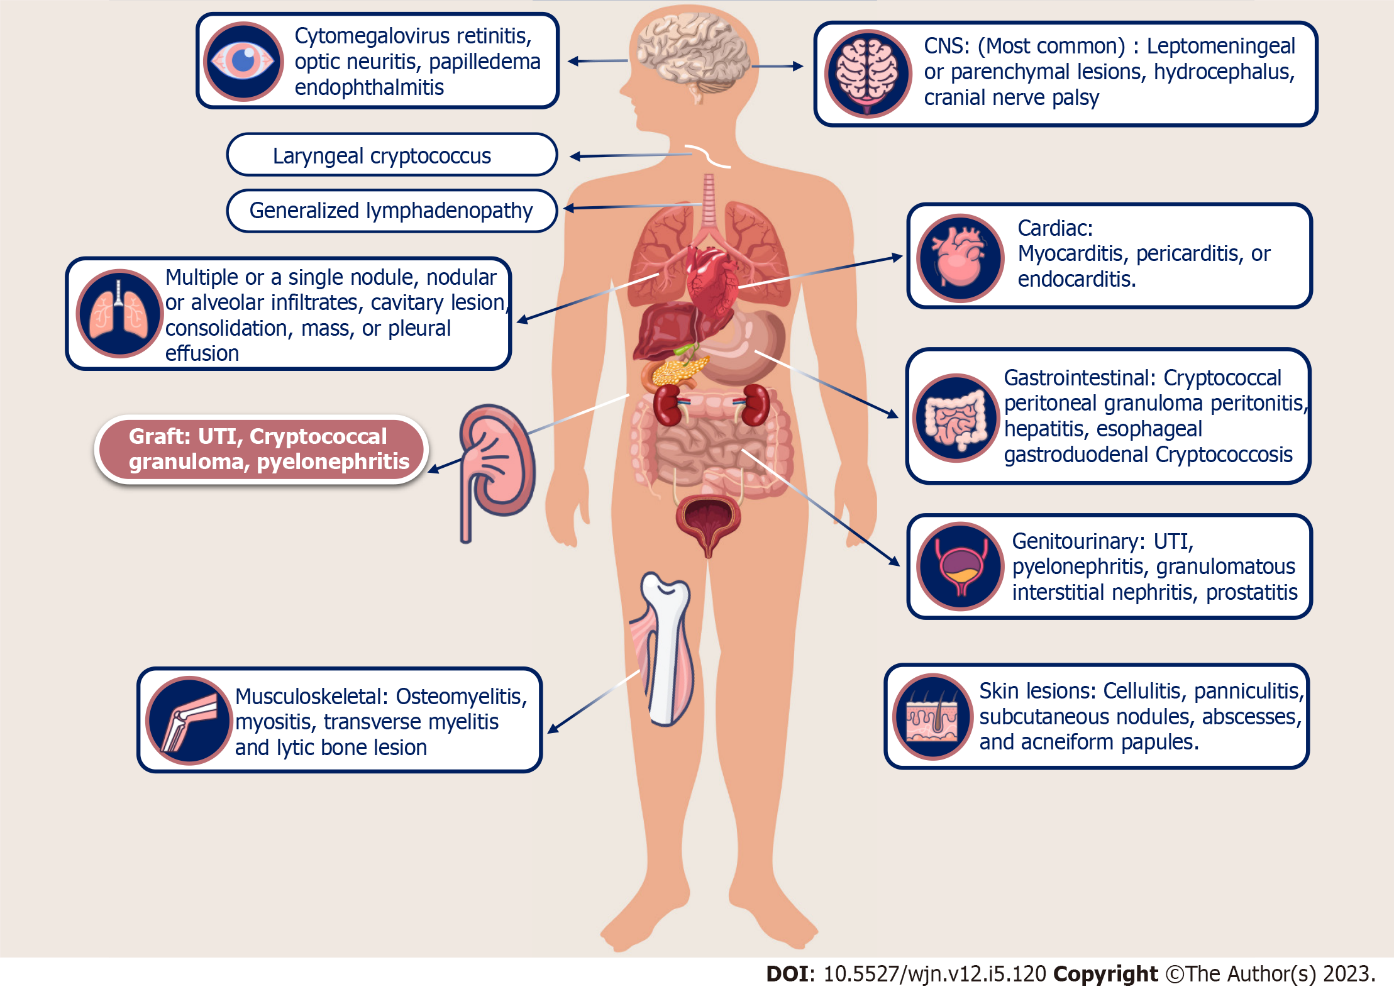 Cytomegalovirus retinitis,
optic neuritis, papilledema
endophthalmitis
CNS: (Most common) : Leptomeningeal
or parenchymal lesions, hydrocephalus,
cranial nerve palsy
Laryngeal cryptococcus
Generalized lymphadenopathy
Cardiac:
Myocarditis, pericarditis, or
endocarditis.
Multiple or a single nodule, nodular
or alveolar infiltrates, cavitary lesion,
consolidation, mass, or pleural
effusion
Gastrointestinal: Cryptococcal
peritoneal granuloma peritonitis,
hepatitis, esophageal
gastroduodenal Cryptococcosis
Graft: UTI, Cryptococcal
granuloma, pyelonephritis
Genitourinary: UTI,
pyelonephritis, granulomatous
interstitial nephritis, prostatitis
Musculoskeletal: Osteomyelitis,
myositis, transverse myelitis
and lytic bone lesion
Skin lesions: Cellulitis, panniculitis,
subcutaneous nodules, abscesses,
and acneiform papules.
DOI: 10.5527/wjn.v12.i5.120 Copyright ©The Author(s) 2023.